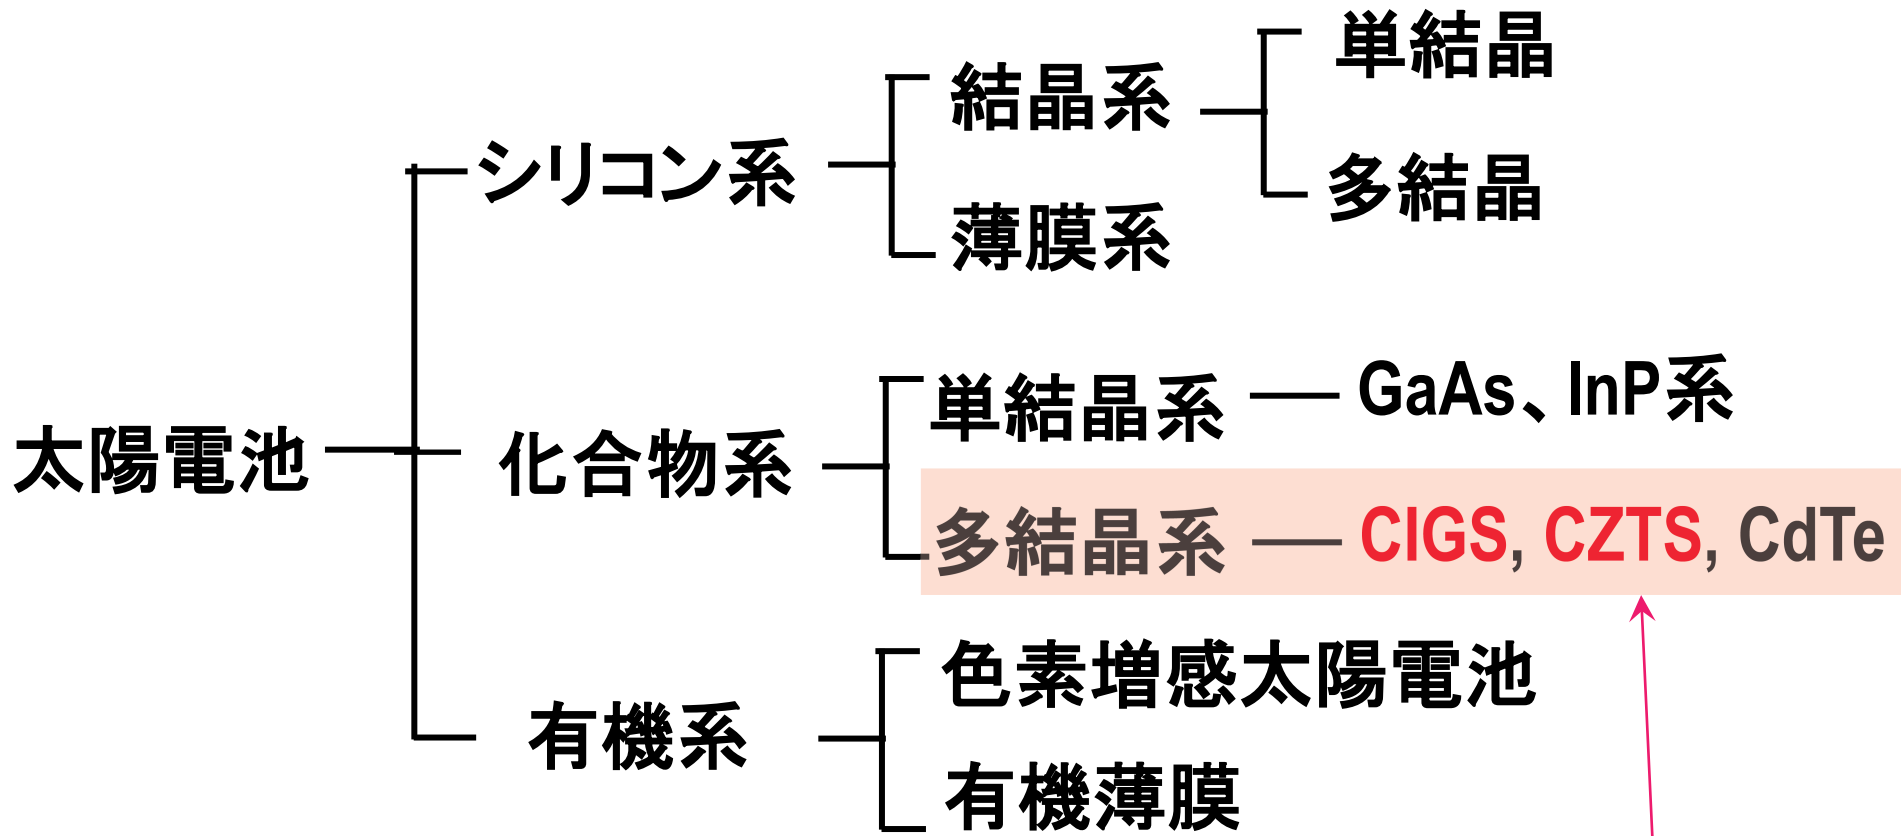 単結晶
結晶系
多結晶
シリコン系
薄膜系
太陽電池
化合物系
単結晶系 GaAs、InP系
多結晶系 CIGS, CZTS, CdTe
有機系
色素増感太陽電池
有機薄膜